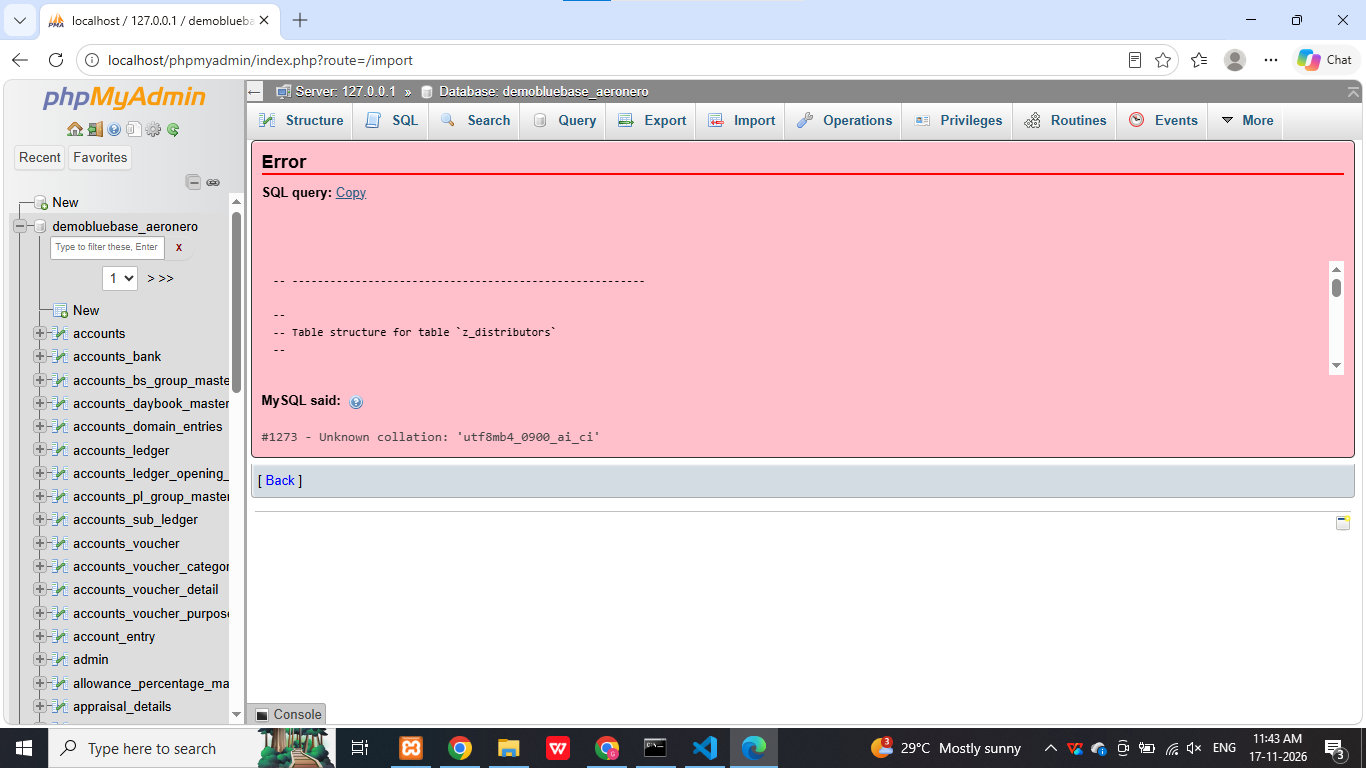 localhost / 127.0.0.1 / demoblueba
localhost/phpmyadmin/index.php?route=/import
Chat
phpMyAdmin
Recent
Favorites
New
demobluebase_aeronero
Type to filter these, Enter
x
1
> >>
New
accounts
accounts_bank
accounts_bs_group_maste
accounts_daybook_master
accounts_domain_entries
accounts_ledger
accounts_ledger_opening_
accounts_pl_group_master
accounts_sub_ledger
accounts_voucher
accounts_voucher_categor
accounts_voucher_detail
accounts_voucher_purpose
account_entry
admin
allowance_percentage_ma
appraisal_details
Server: 127.0.0.1 » Database: demobluebase_aeronero
Structure
SQL
Search
Query
Export
Import
Operations
Privileges
Routines
Events
More
Error
SQL query: Copy
-- --------------------------------------------------------
--
-- Table structure for table `z_distributors`
--
MySQL said:
#1273 - Unknown collation: 'utf8mb4_0900_ai_ci'
[ Back ]
Console
Type here to search
3
29°C Mostly sunny
ENG
11:43 AM
17-11-2026
3